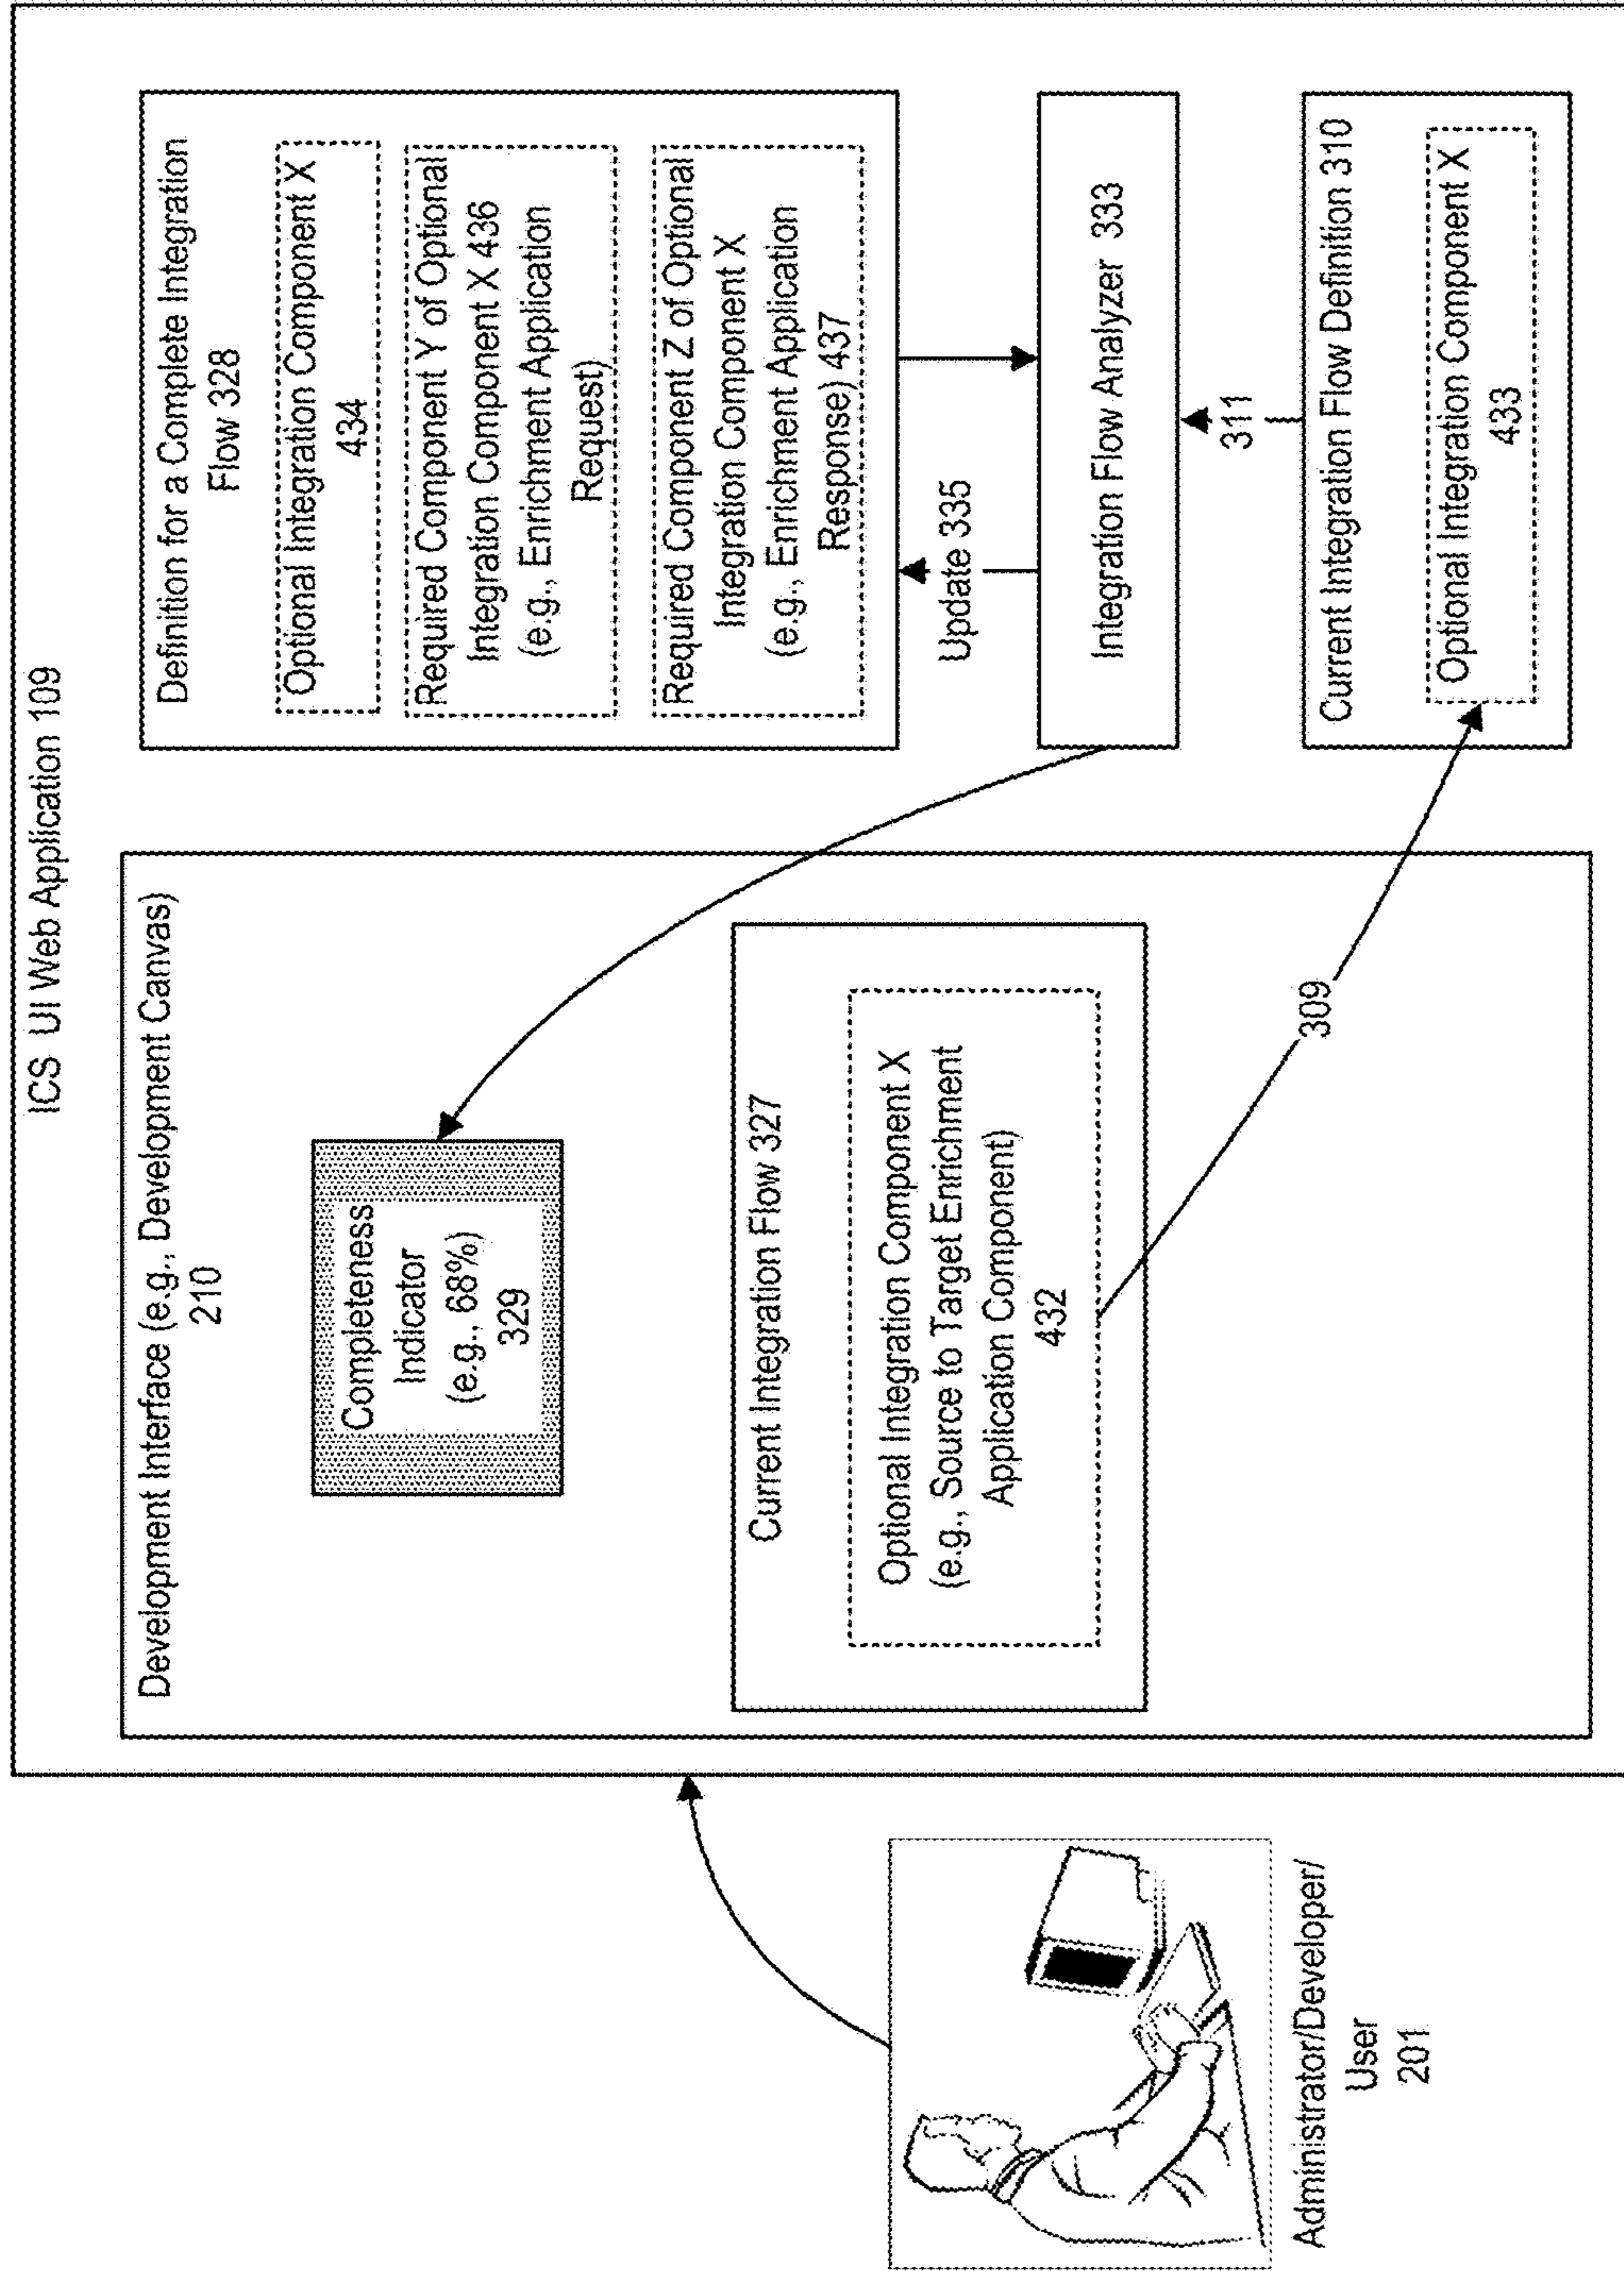 ICS UI Web Application 109
Development Interface (e.g., Development Canvas)
210
Completeness
Indicator
(e.g., 68%)
329
Current Integration Flow 327
Optional Integration Component X
(e.g., Source to Target Enrichment
Application Component)
432
309
Definition for a Complete Integration
Flow 328
Optional Integration Component X
434
Required Component Y of Optional
Integration Component X 436
(e.g., Enrichment Application
Request)
Required Component Z of Optional
Integration Component X
(e.g., Enrichment Application
Response) 437
Update 335
Integration Flow Analyzer 333
311
Current Integration Flow Definition 310
Optional Integration Component X
433
Administrator/Developer/
User
201